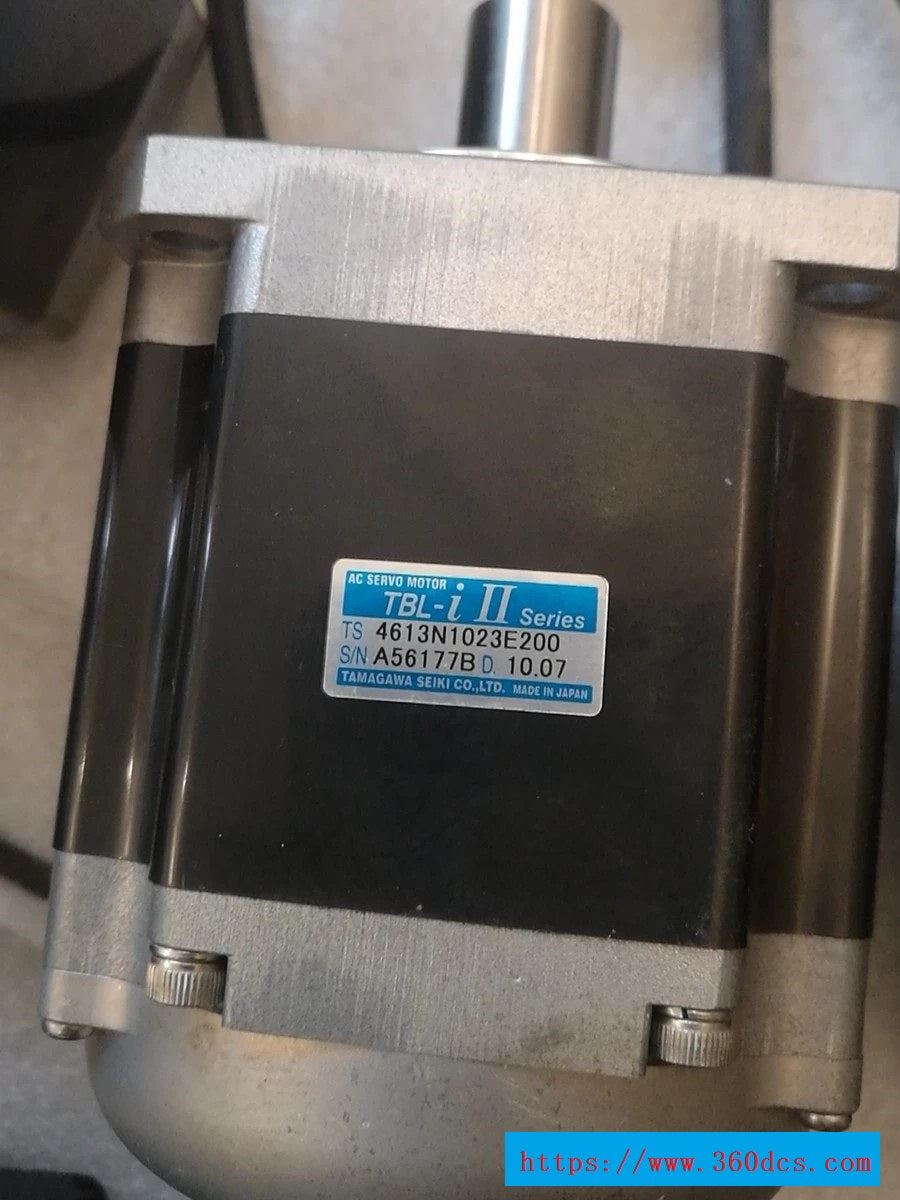 AC SERVO MOTOR
TBL-i II Series
TS 4613N1023E200
S/N A56177B D. 10.07
TAMAGAWA SEIKI CO.,LTD. MADE IN JAPAN
https://www.360dcs.com